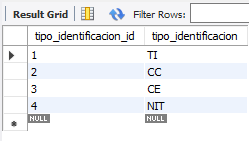 Result Grid Filter Rows:
tipo_identificacion_id tipo_identificacion
1 TI
2 CC
3 CE
4 NIT
NULL NULL